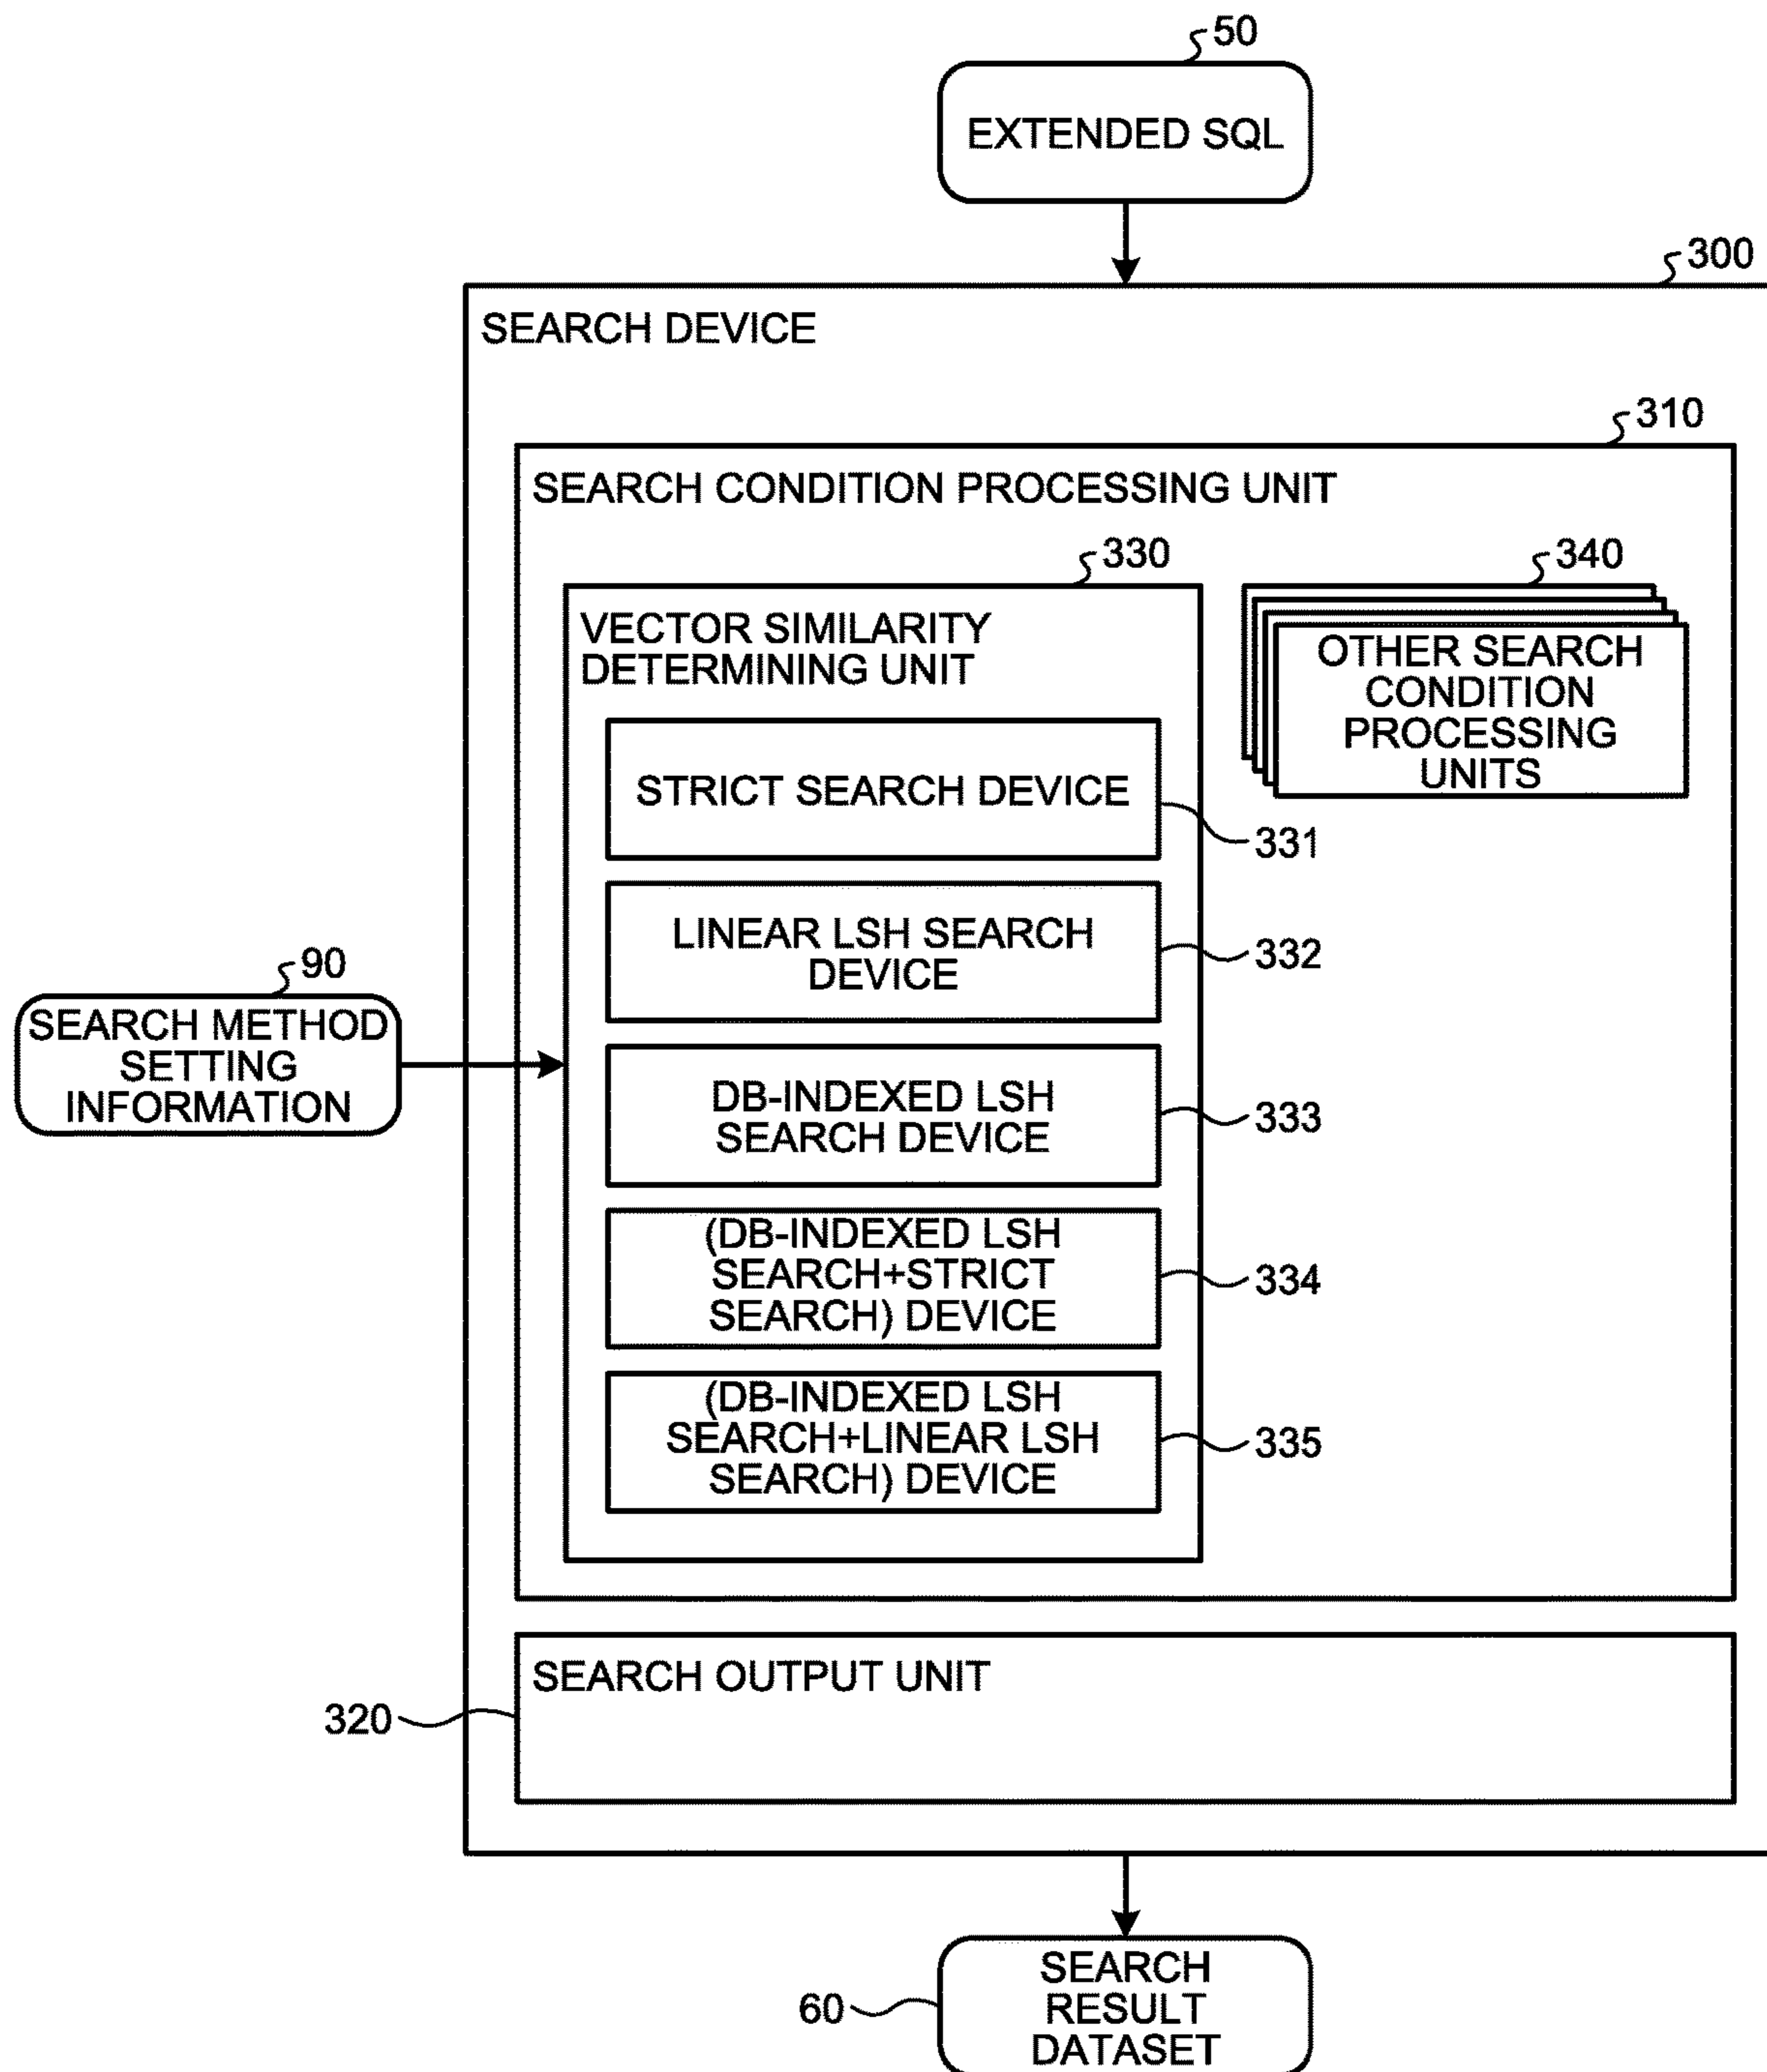 50
EXTENDED SQL
300
SEARCH DEVICE
310
SEARCH CONDITION PROCESSING UNIT
330
VECTOR SIMILARITY
DETERMINING UNIT
340
OTHER SEARCH
CONDITION
PROCESSING
UNITS
STRICT SEARCH DEVICE
331
LINEAR LSH SEARCH
DEVICE
332
90
SEARCH METHOD
SETTING
INFORMATION
DB-INDEXED LSH
SEARCH DEVICE
333
(DB-INDEXED LSH
SEARCH+STRICT
SEARCH) DEVICE
334
(DB-INDEXED LSH
SEARCH+LINEAR LSH
SEARCH) DEVICE
335
SEARCH OUTPUT UNIT
320
SEARCH
RESULT
DATASET
60